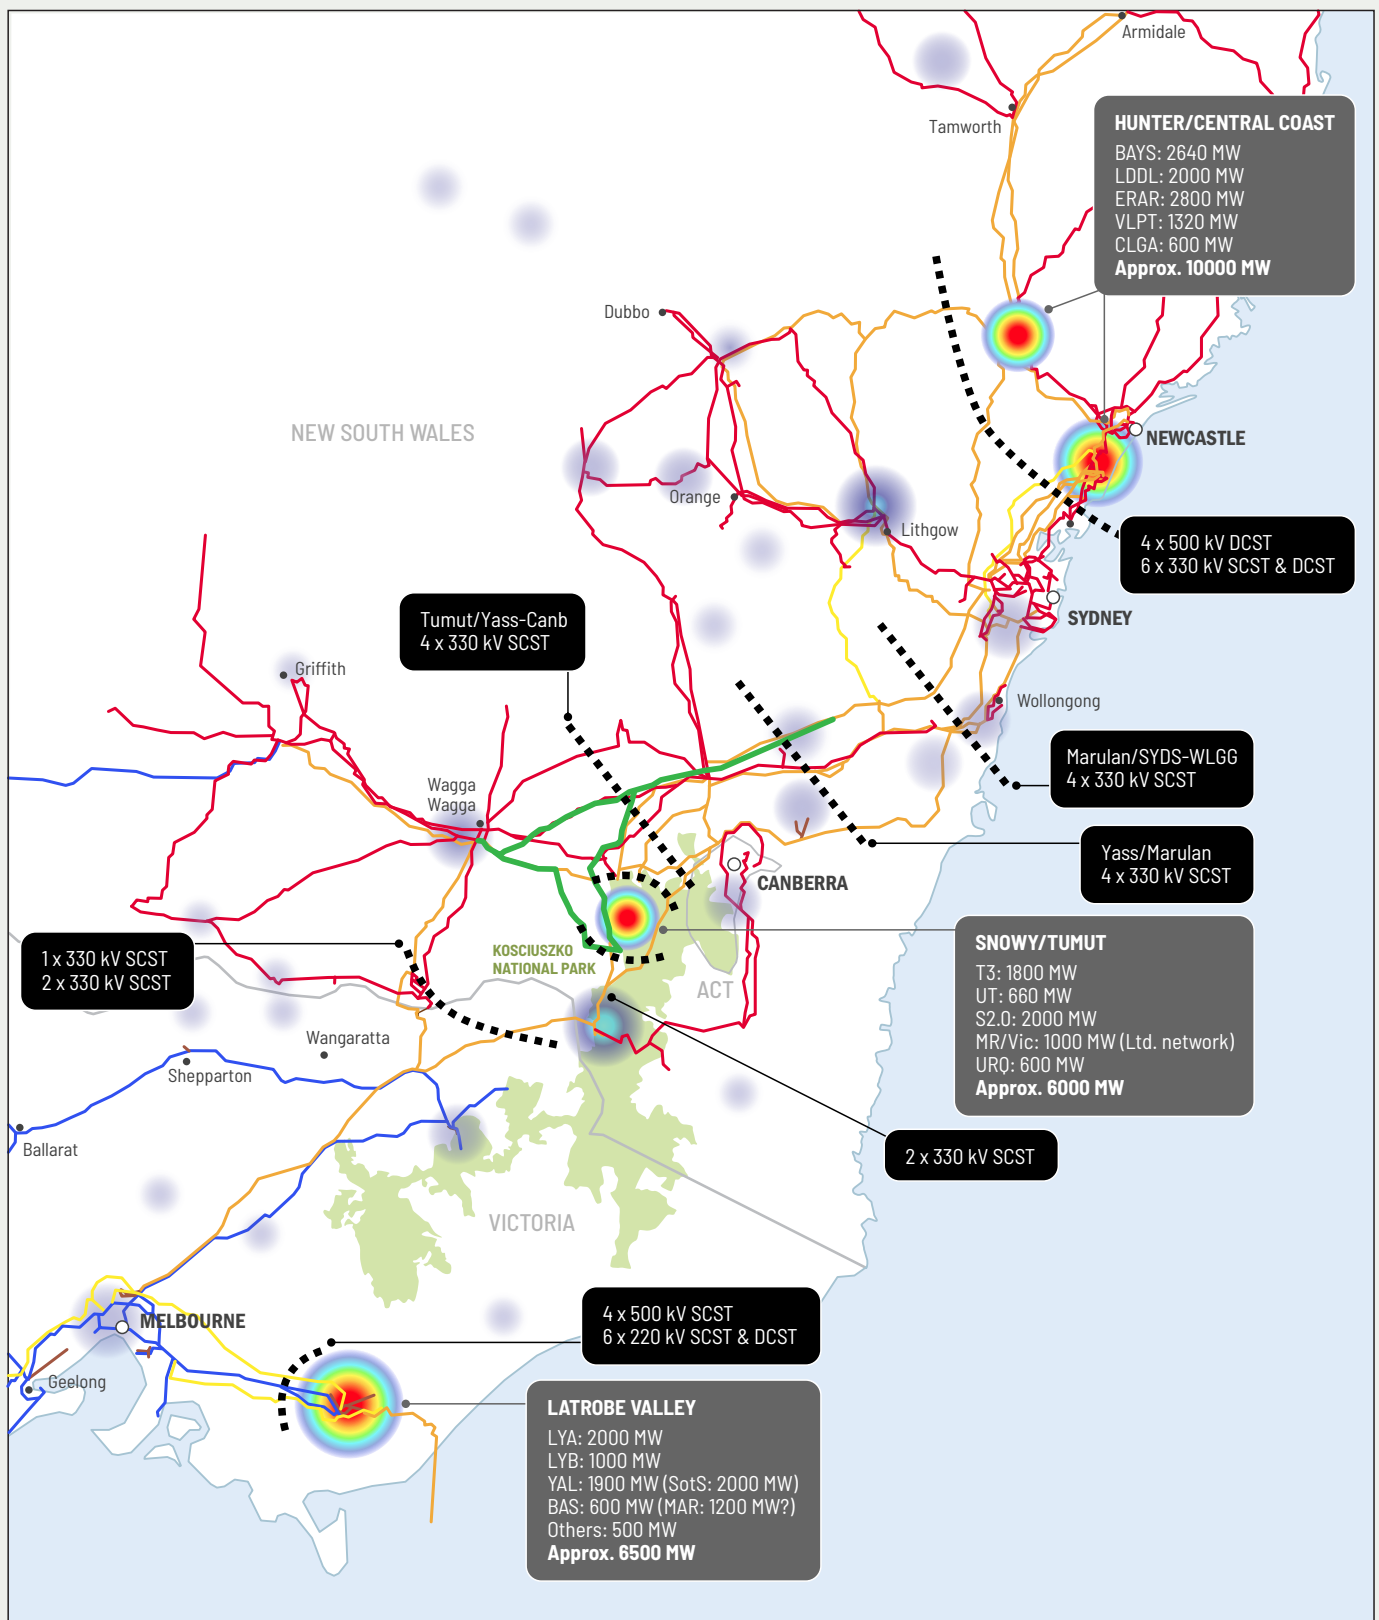 Armidale
Tamworth
HUNTER/CENTRAL COAST
BAYS: 2640 MW
LDDL: 2000 MW
ERAR: 2800 MW
VLPT: 1320 MW
CLGA: 600 MW
Approx. 10000 MW
Dubbo
NEW SOUTH WALES
NEWCASTLE
Orange
Lithgow
4 x 500 kV DCST
6 x 330 kV SCST & DCST
SYDNEY
Tumut/Yass-Canb
4 x 330 kV SCST
Griffith
Wollongong
Marulan/SYDS-WLGG
4 x 330 kV SCST
Wagga
Wagga
Yass/Marulan
4 x 330 kV SCST
CANBERRA
1 x 330 kV SCST
2 x 330 kV SCST
KOSCIUSZKO
NATIONAL PARK
ACT
SNOWY/TUMUT
T3: 1800 MW
UT: 660 MW
S2.0: 2000 MW
MR/Vic: 1000 MW (Ltd. network)
URQ: 600 MW
Approx. 6000 MW
Wangaratta
Shepparton
Ballarat
2 x 330 kV SCST
VICTORIA
MELBOURNE
4 x 500 kV SCST
6 x 220 kV SCST & DCST
Geelong
LATROBE VALLEY
LYA: 2000 MW
LYB: 1000 MW
YAL: 1900 MW (SotS: 2000 MW)
BAS: 600 MW (MAR: 1200 MW?)
Others: 500 MW
Approx. 6500 MW